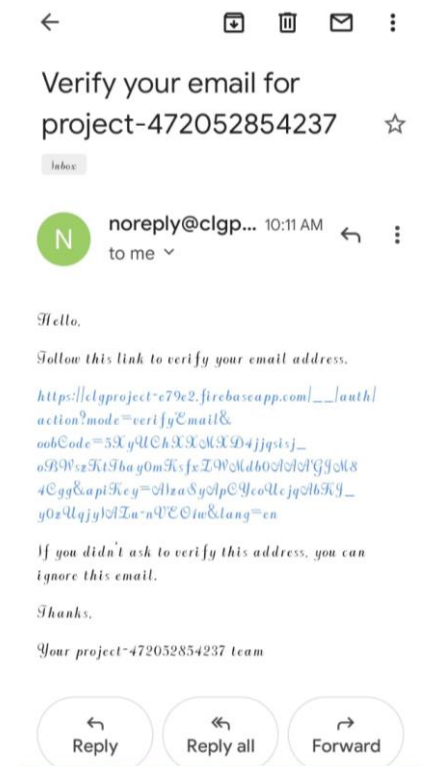 Verify your email for
project-472052854237
Inbox
N
noreply@clgp... 10:11 AM
to me
Hello,
Follow this link to verify your email address.
https://clgproject-e79e2.firebaseapp.com/__/auth/
action?mode=verifyEmail&
If you didn't ask to verify this address, you can
ignore this email.
Thanks,
Your project-472052854237 team
Reply
Reply all
Forward